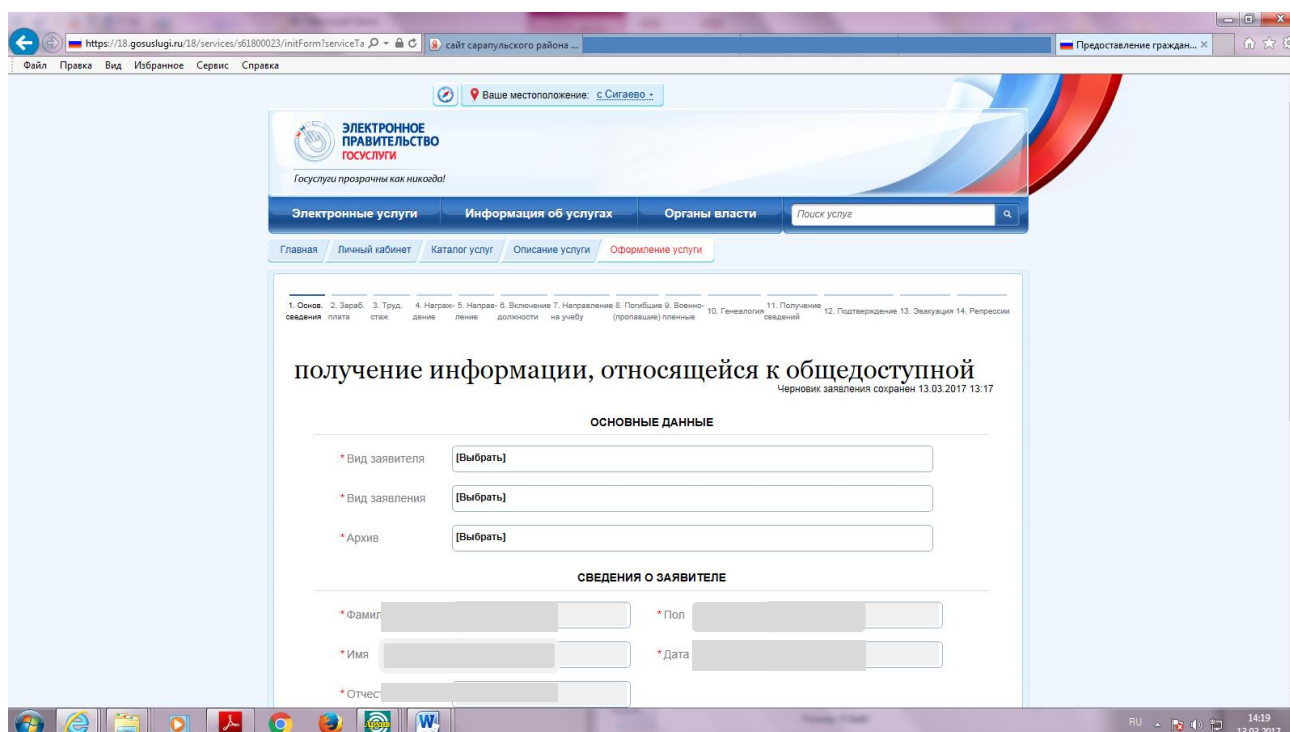 https://18.gosuslugi.ru/18/services/s61800023/initForm?serviceTa
сайт сарапульского района ...
Предоставление граждан...
Файл Правка Вид Избранное Сервис Справка
Ваше местоположение: с Сигаево
ЭЛЕКТРОННОЕ
ПРАВИТЕЛЬСТВО
ГОСУСЛУГИ
Госуслуги прозрачны как никогда!
Электронные услуги Информация об услугах Органы власти Поиск услуг
Главная Личный кабинет Каталог услуг Описание услуги Оформление услуги
1. Основ. 2. Зараб. 3. Труд. 4. Награж- 5. Направ- 6. Включение 7. Направление 8. Погибшие 9. Военно- 10. Генеалогия 11. Получение 12. Подтверждение 13. Эвакуация 14. Репрессии
сведения плата стаж дение ление должности на учебу (пропавшие) пленные сведений
получение информации, относящейся к общедоступной
Черновик заявления сохранен 13.03.2017 13:17
ОСНОВНЫЕ ДАННЫЕ
* Вид заявителя [Выбрать]
* Вид заявления [Выбрать]
* Архив [Выбрать]
СВЕДЕНИЯ О ЗАЯВИТЕЛЕ
* Фамил * Пол
* Имя * Дата
* Отчес
RU 14:19
13.03.2017